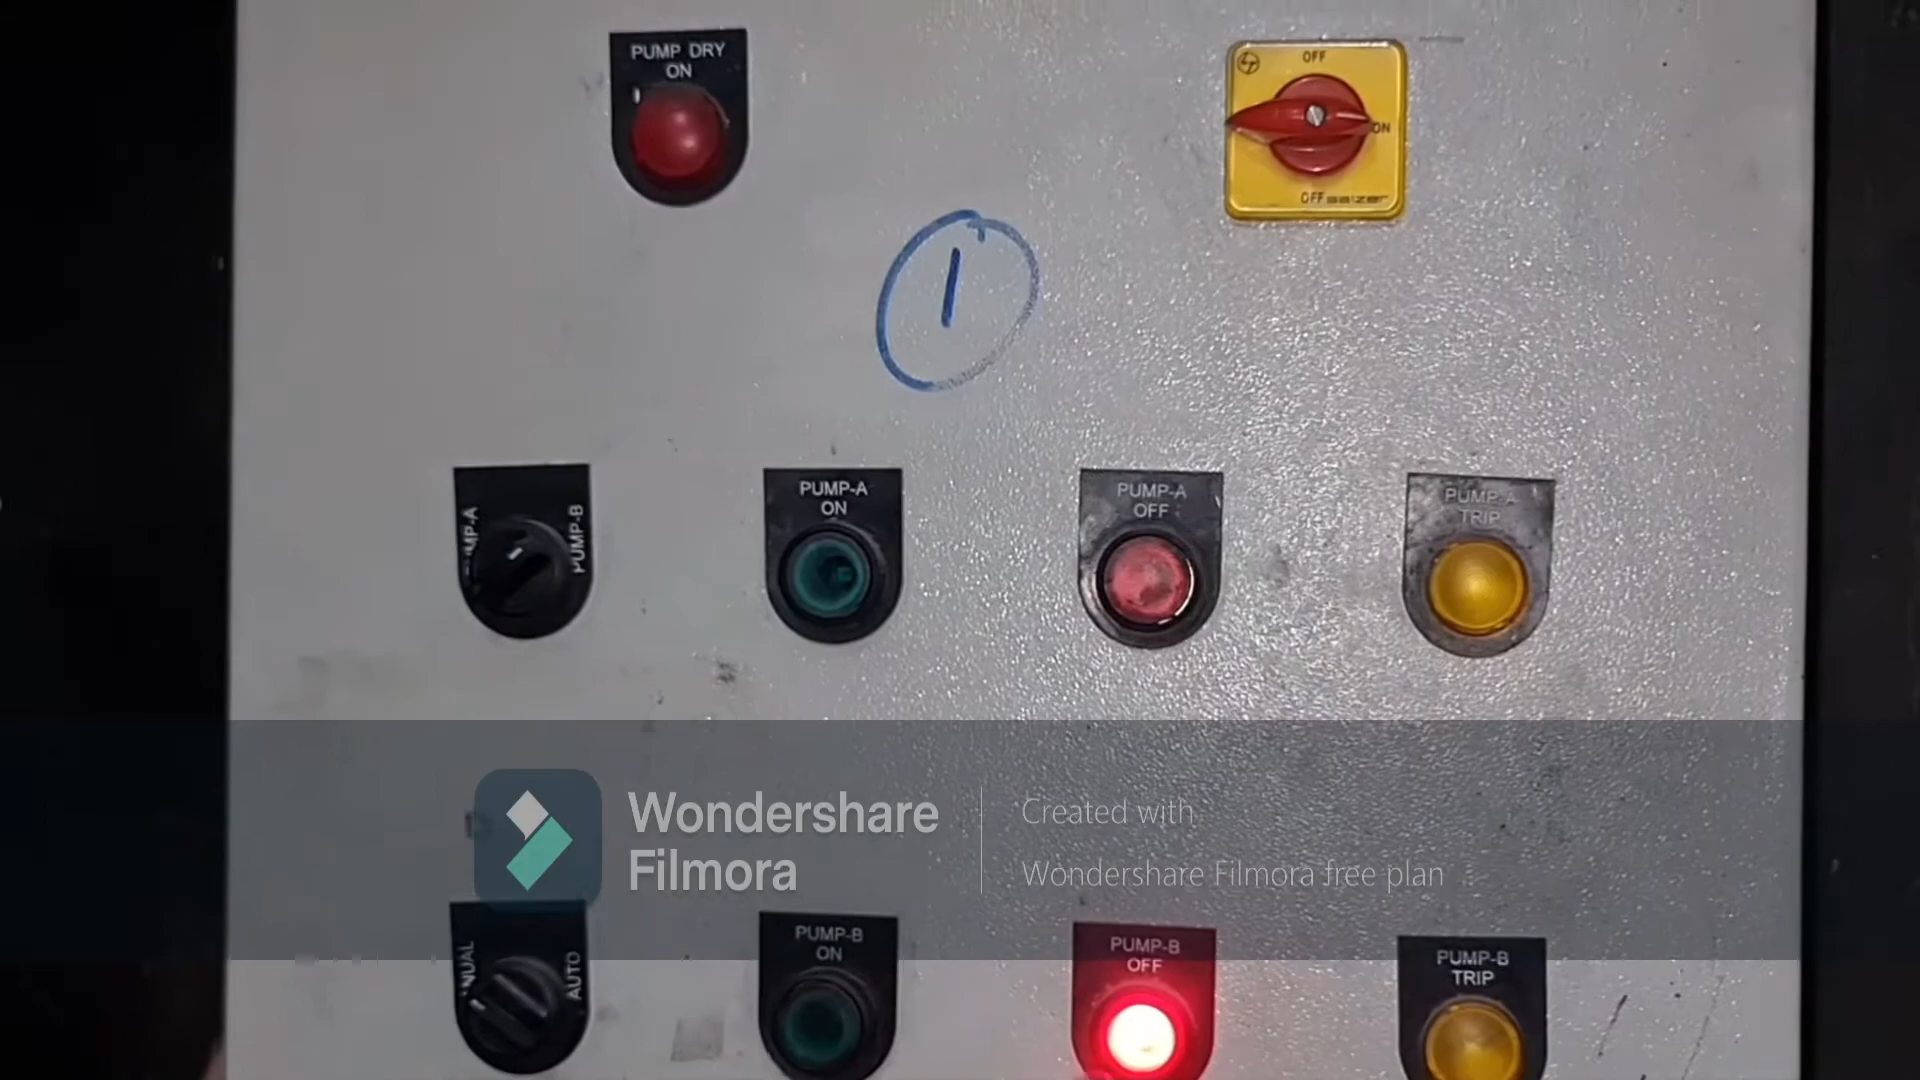 PUMP DRY
ON
OFF
ON
OFF salzer
1
PUMP-B
PUMP-A
ON
PUMP-A
OFF
PUMP-A
TRIP
Wondershare
Filmora
Created with
Wondershare Filmora free plan
AUTO
PUMP-B
ON
PUMP-B
OFF
PUMP-B
TRIP